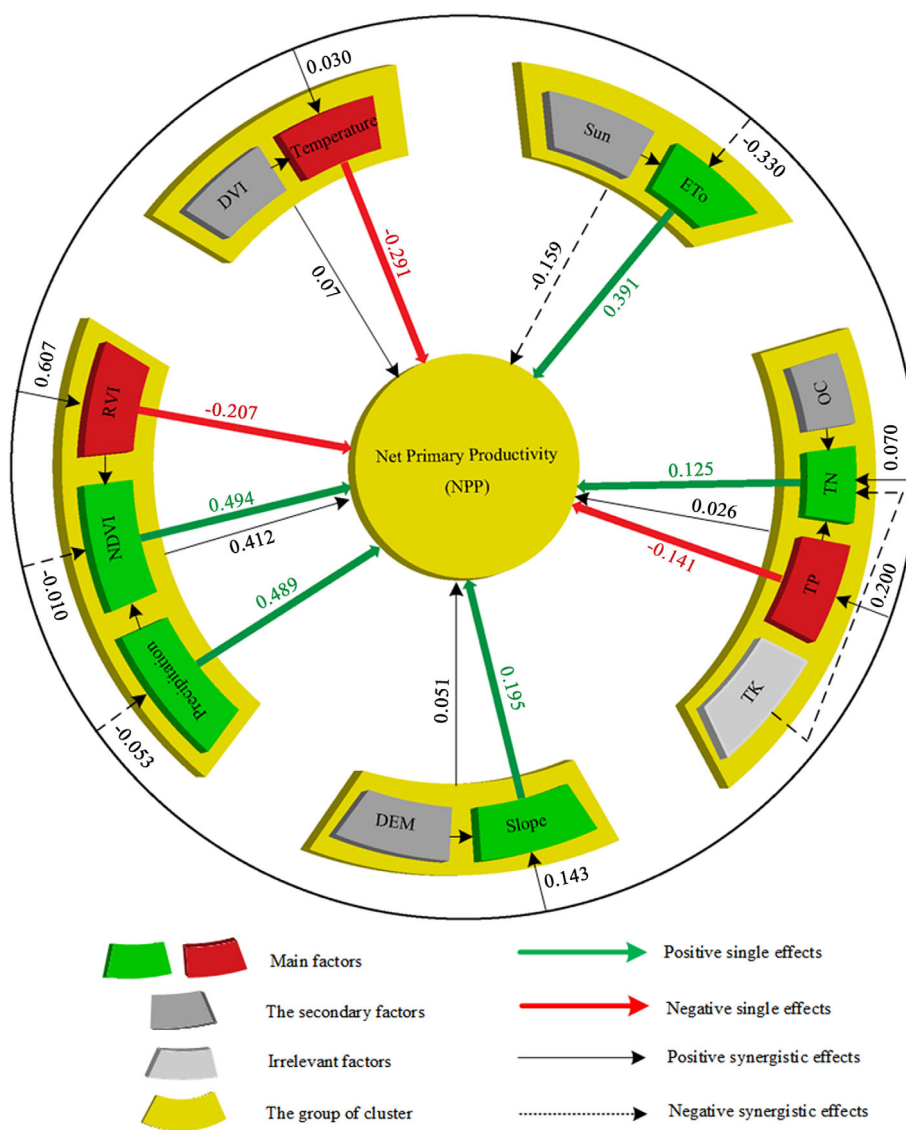 0.030
Temperature
DVI
-0.291
0.07
Sun
ETo
-0.330
-0.159
0.391
0.607
RVI
-0.207
NDVI
0.494
0.412
-0.010
Precipitation
0.489
-0.053
Net Primary Productivity
(NPP)
OC
TN
0.070
0.125
0.026
-0.141
TP
0.200
TK
0.051
0.195
DEM
Slope
0.143
Main factors
Positive single effects
The secondary factors
Negative single effects
Irrelevant factors
Positive synergistic effects
The group of cluster
Negative synergistic effects